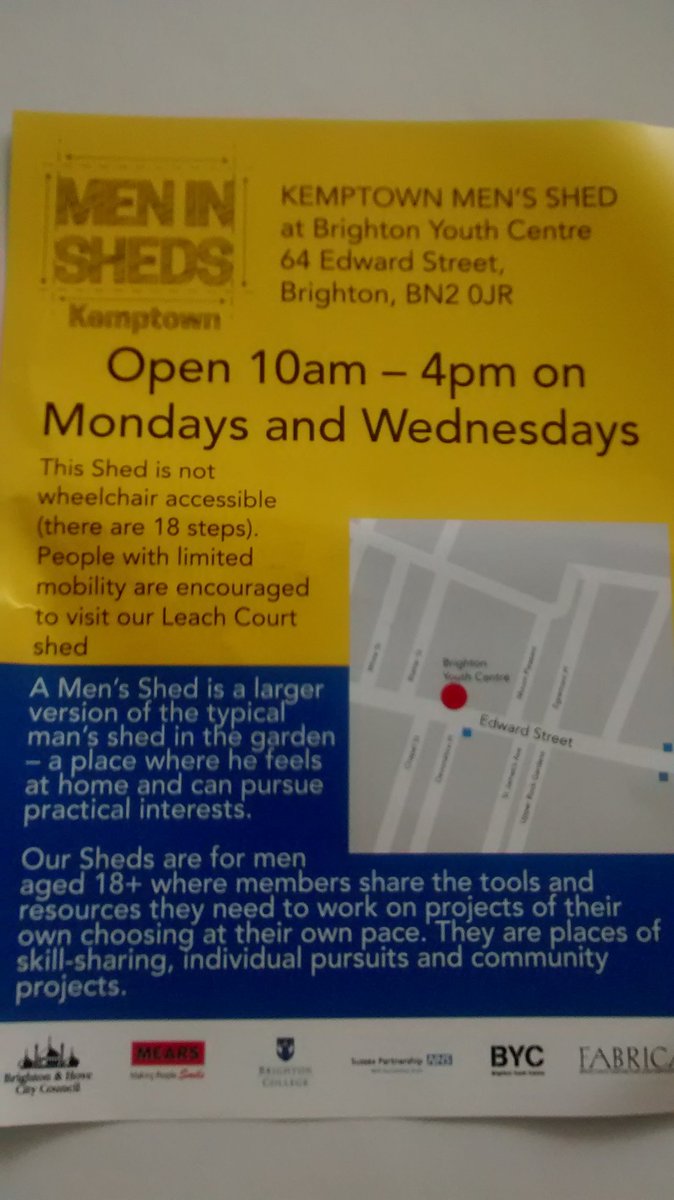 MEN IN
SHEDS
Kemptown
KEMPTOWN MEN'S SHED
at Brighton Youth Centre
64 Edward Street,
Brighton, BN2 0JR
Open 10am – 4pm on
Mondays and Wednesdays
This Shed is not
wheelchair accessible
(there are 18 steps).
People with limited
mobility are encouraged
to visit our Leach Court
shed
Brighton
Youth Centre
Edward Street
A Men's Shed is a larger
version of the typical
man's shed in the garden
– a place where he feels
at home and can pursue
practical interests.
Our Sheds are for men
aged 18+ where members share the tools and
resources they need to work on projects of their
own choosing at their own pace. They are places of
skill-sharing, individual pursuits and community
projects.
Brighton & Hove
City Council
MEARS
Making People Smile
BRIGHTON
COLLEGE
Sussex Partnership NHS
BYC
FABRICA